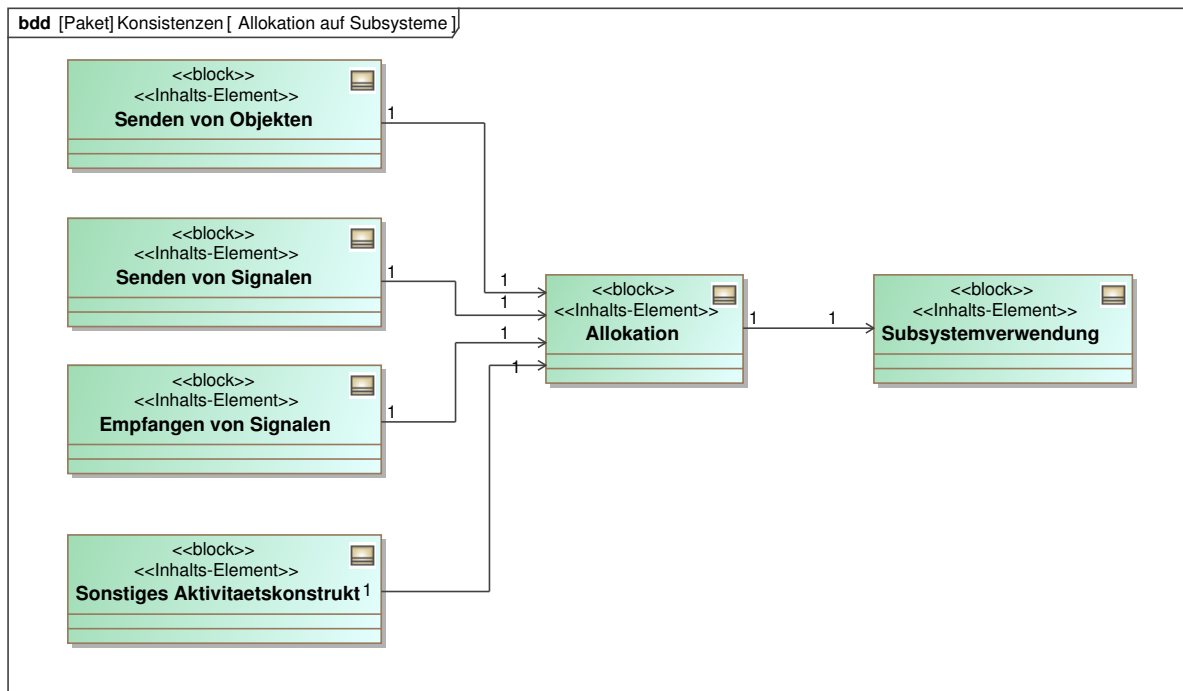 bdd [Paket] Konsistenzen [ Allokation auf Subsysteme ]
<<block>>
<<Inhalts-Element>>
Senden von Objekten
1
<<block>>
<<Inhalts-Element>>
Senden von Signalen
1
<<block>>
<<Inhalts-Element>>
Empfangen von Signalen
1
<<block>>
<<Inhalts-Element>>
Sonstiges Aktivitaetskonstrukt 1
1
1
1
1
<<block>>
<<Inhalts-Element>>
Allokation
1 1
<<block>>
<<Inhalts-Element>>
Subsystemverwendung